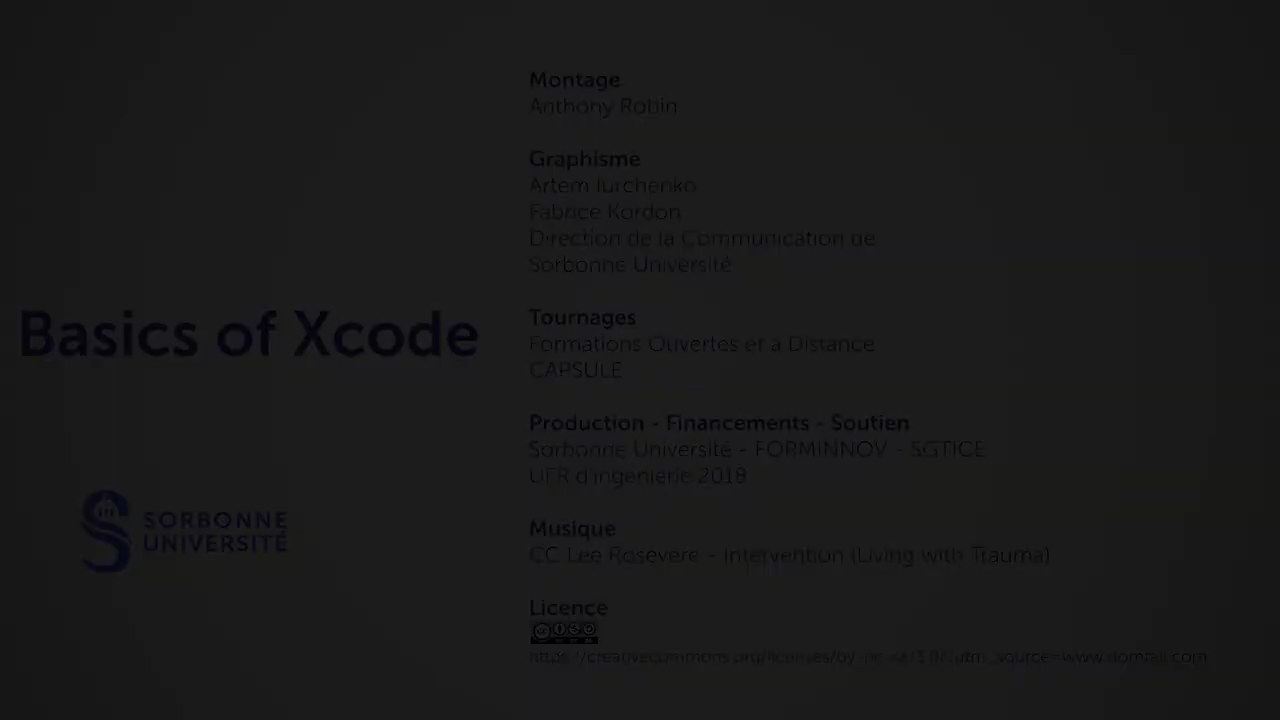 Montage
Anthony Robin
Graphisme
Artem Iurchenko
Fabrice Kordon
Direction de la Communication de
Sorbonne Université
Basics of Xcode
Tournages
Formations Ouvertes et à Distance
CAPSULE
Production - Financements - Soutien
Sorbonne Université - FORMINNOV - SGTICE
UFR d'ingénierie 2018
SORBONNE
UNIVERSITÉ
Musique
CC Lee Rosevere - Intervention (Living with Trauma)
Licence